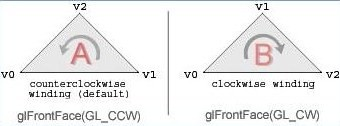 v2
A
v0
v1
counterclockwise
winding (default)
glFrontFace(GL_CCW)
v1
B
v0
v2
clockwise winding
glFrontFace(GL_CW)